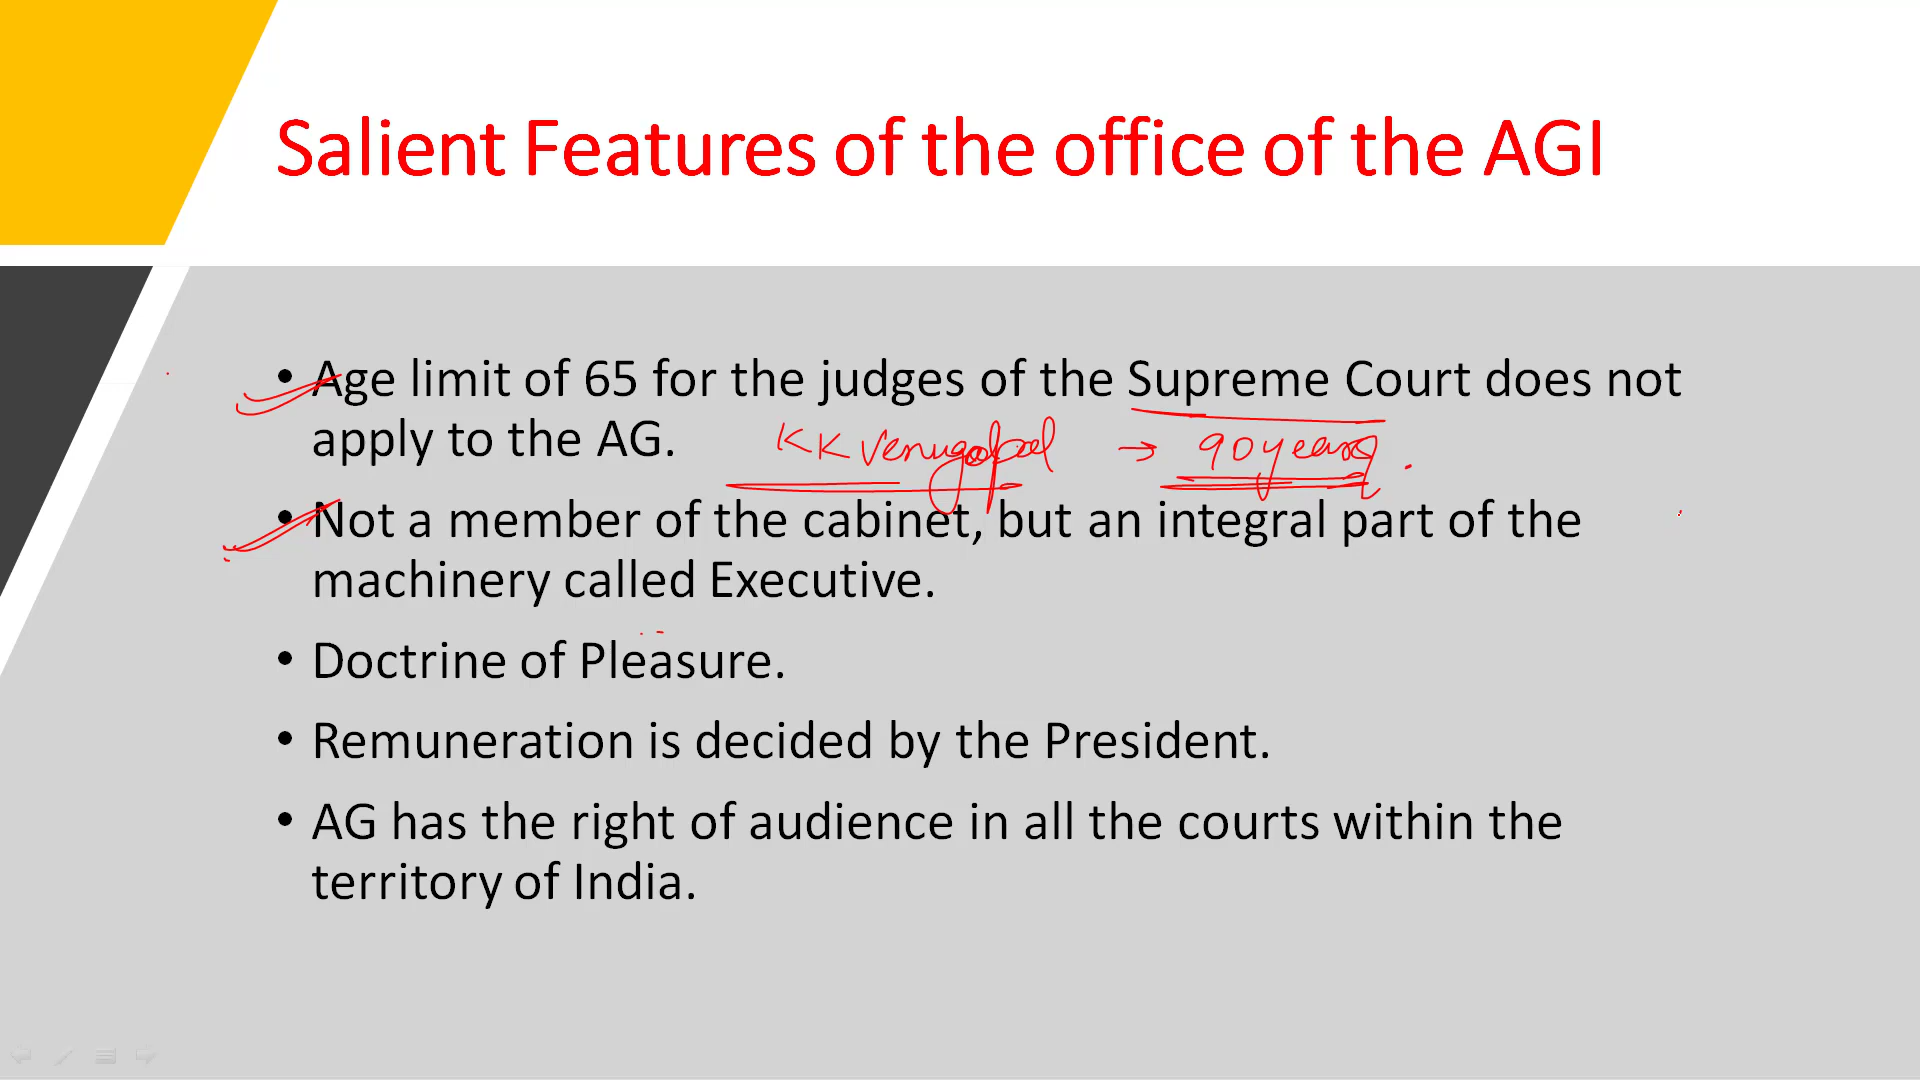 Salient Features of the office of the AGI
• Age limit of 65 for the judges of the Supreme Court does not
apply to the AG.
KK Venugopal → 90 years.
• Not a member of the cabinet, but an integral part of the
machinery called Executive.
• Doctrine of Pleasure.
• Remuneration is decided by the President.
• AG has the right of audience in all the courts within the
territory of India.